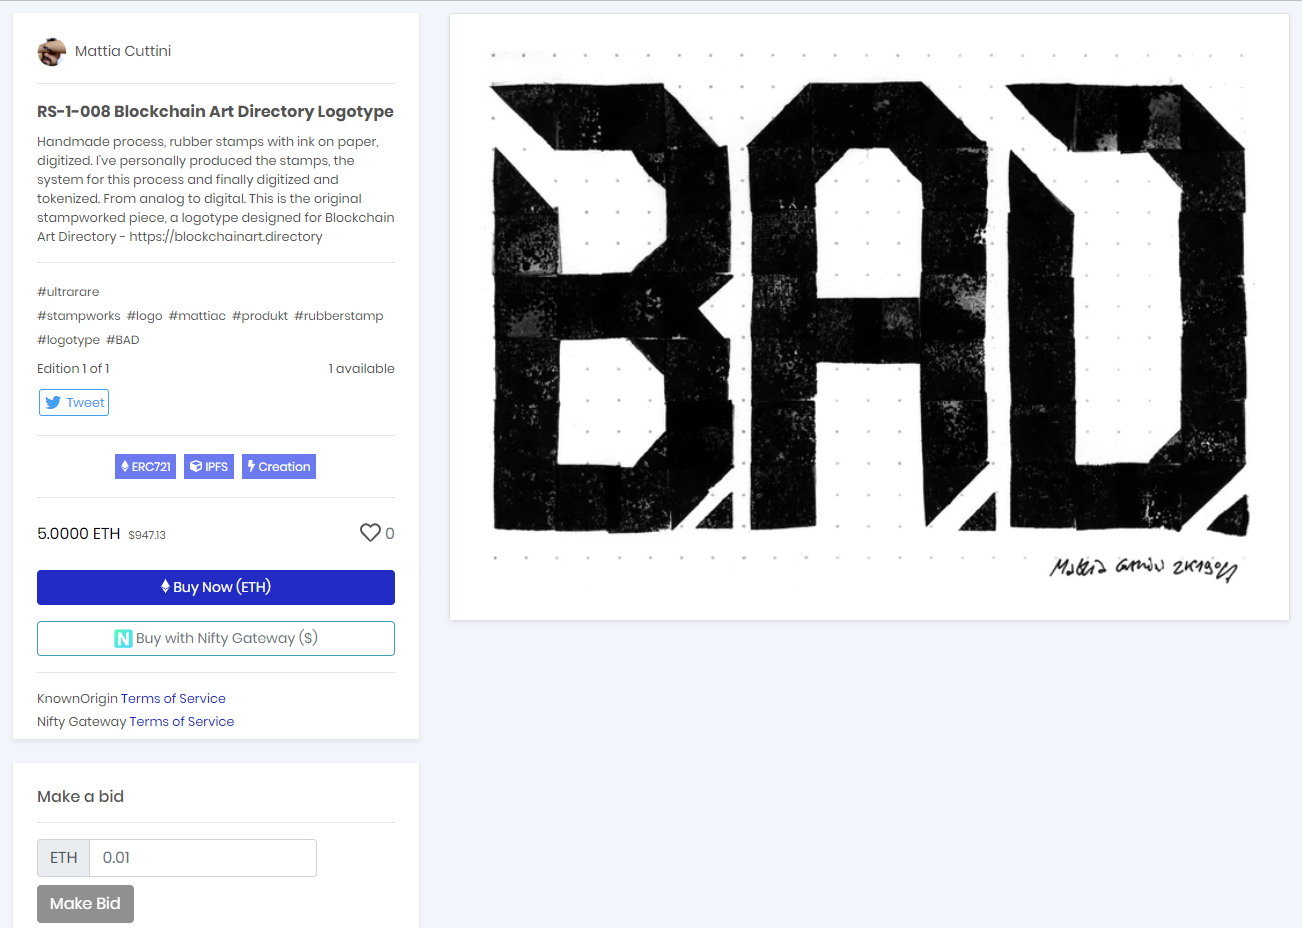 Mattia Cuttini
RS-1-008 Blockchain Art Directory Logotype
Handmade process, rubber stamps with ink on paper,
digitized. I've personally produced the stamps, the
system for this process and finally digitized and
tokenized. From analog to digital. This is the original
stampworked piece, a logotype designed for Blockchain
Art Directory - https://blockchainart.directory
#ultrarare
#stampworks #logo #mattiac #produkt #rubberstamp
#logotype #BAD
Edition 1 of 1 1 available
Tweet
ERC721 IPFS Creation
5.0000 ETH $947.13 0
Buy Now (ETH)
N Buy with Nifty Gateway ($)
KnownOrigin Terms of Service
Nifty Gateway Terms of Service
Make a bid
ETH 0.01
Make Bid
BAD